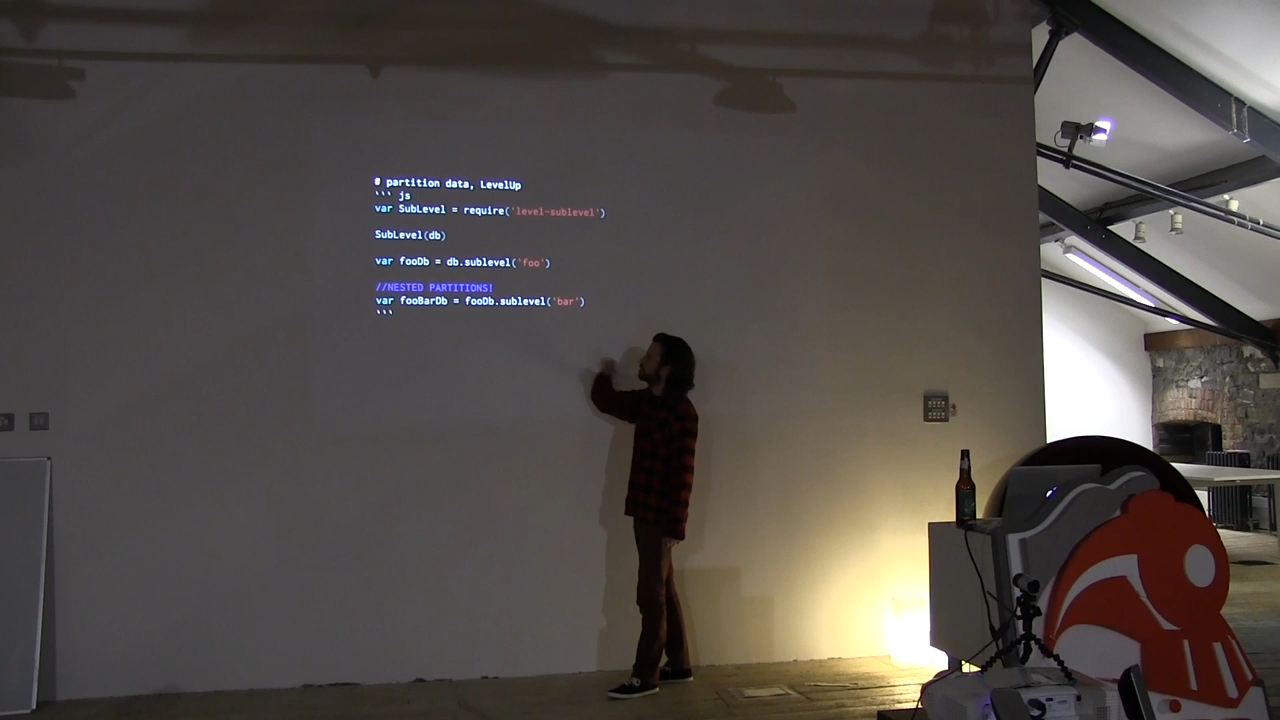 # partition data, LevelUp
``` js
var SubLevel = require('level-sublevel')
SubLevel(db)
var fooDb = db.sublevel('foo')
//NESTED PARTITIONS!
var fooBarDb = fooDb.sublevel('bar')
```